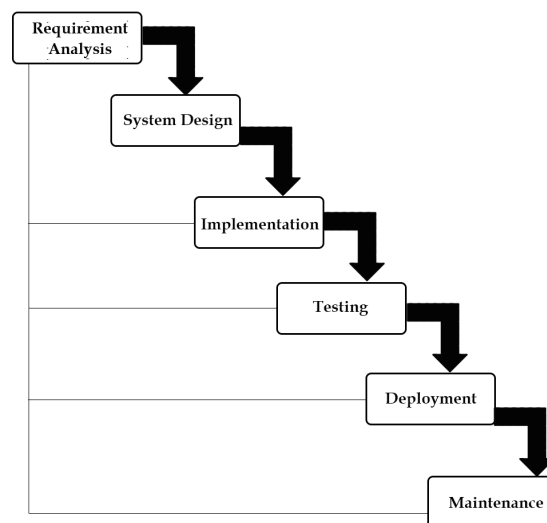 Requirement
Analysis
System Design
Implementation
Testing
Deployment
Maintenance